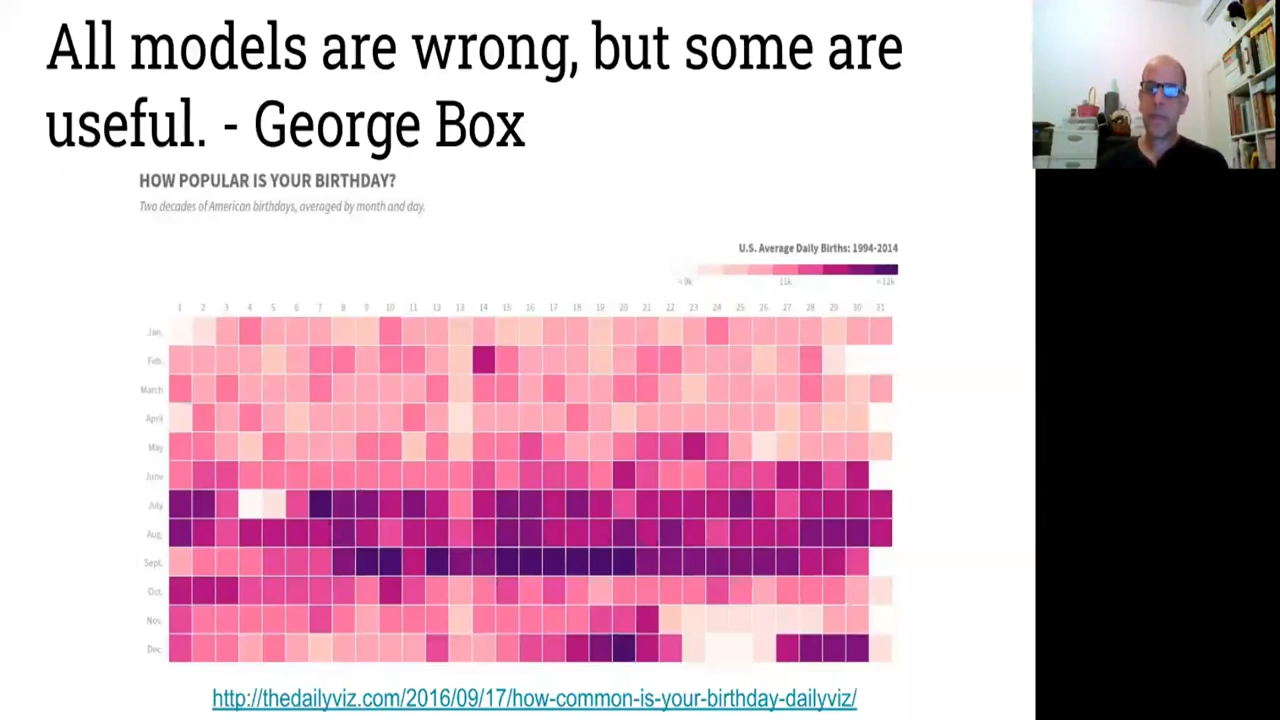 All models are wrong, but some are
useful. - George Box
HOW POPULAR IS YOUR BIRTHDAY?
Two decades of American birthdays, averaged by month and day.
U.S. Average Daily Births: 1994-2014
11k
1 2 3 4 5 6 7 8 9 10 11 12 13 14 15 16 17 18 19 20 21 22 23 24 25 26 27 28 29 30 31
Jan.
Feb.
March
April
May
June
July
Aug.
Sept.
Oct.
Nov.
Dec.
http://thedailyviz.com/2016/09/17/how-common-is-your-birthday-dailyviz/